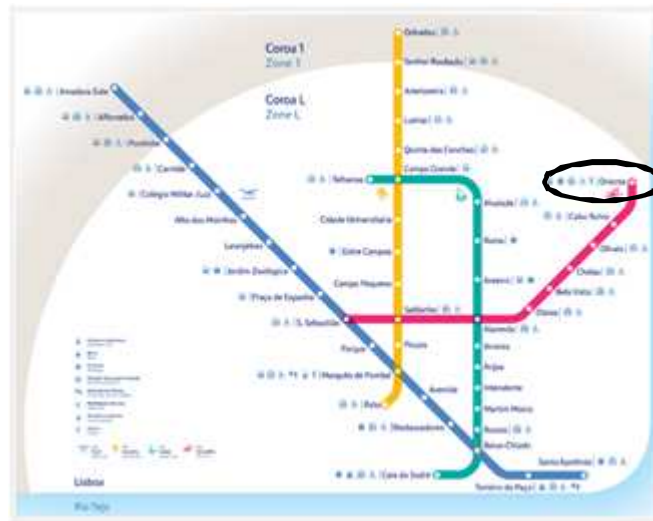 Odivelas
Coroa 1
Zone 1
Senhor Roubado
Amadora Este
Ameixoeira
Coroa L
Zone L
Alfornelos
Lumiar
Pontinha
Quinta das Conchas
Carnide
Campo Grande
Telheiras
Oriente
Colégio Militar/Luz
Alvalade
Cabo Ruivo
Alto dos Moinhos
Cidade Universitária
Roma
Olivais
Laranjeiras
Entre Campos
Chelas
Jardim Zoológico
Campo Pequeno
Areeiro
Bela Vista
Praça de Espanha
Saldanha
Olaias
S. Sebastião
Alameda
Parque
Picoas
Arroios
Anjos
Marquês de Pombal
Intendente
Avenida
Rato
Martim Moniz
Restauradores
Rossio
Baixa-Chiado
Santa Apolónia
Cais do Sodré
Terreiro do Paço
Lisboa
Rio Tejo